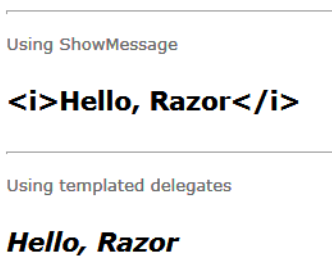 Using ShowMessage
<i>Hello, Razor</i>
Using templated delegates
Hello, Razor